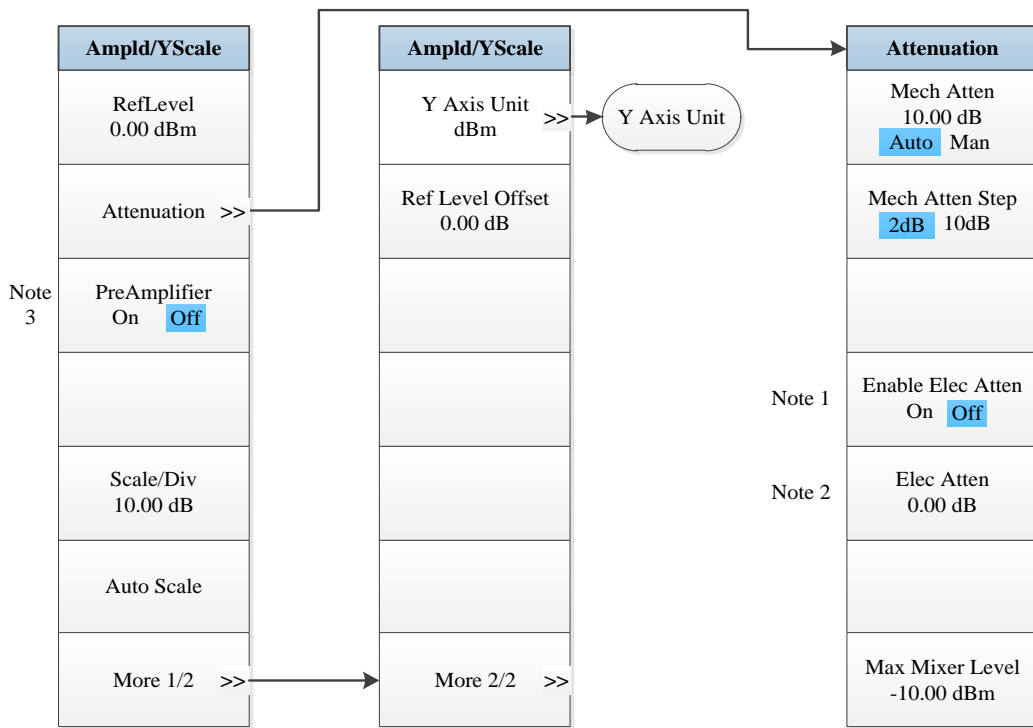 Ampld/YScale
RefLevel
0.00 dBm
Attenuation >>
Note
3
PreAmplifier
On Off
Scale/Div
10.00 dB
Auto Scale
More 1/2 >>
Ampld/YScale
Y Axis Unit
dBm >>
Y Axis Unit
Ref Level Offset
0.00 dB
More 2/2 >>
Attenuation
Mech Atten
10.00 dB
Auto Man
Mech Atten Step
2dB 10dB
Note 1
Enable Elec Atten
On Off
Note 2
Elec Atten
0.00 dB
Max Mixer Level
-10.00 dBm